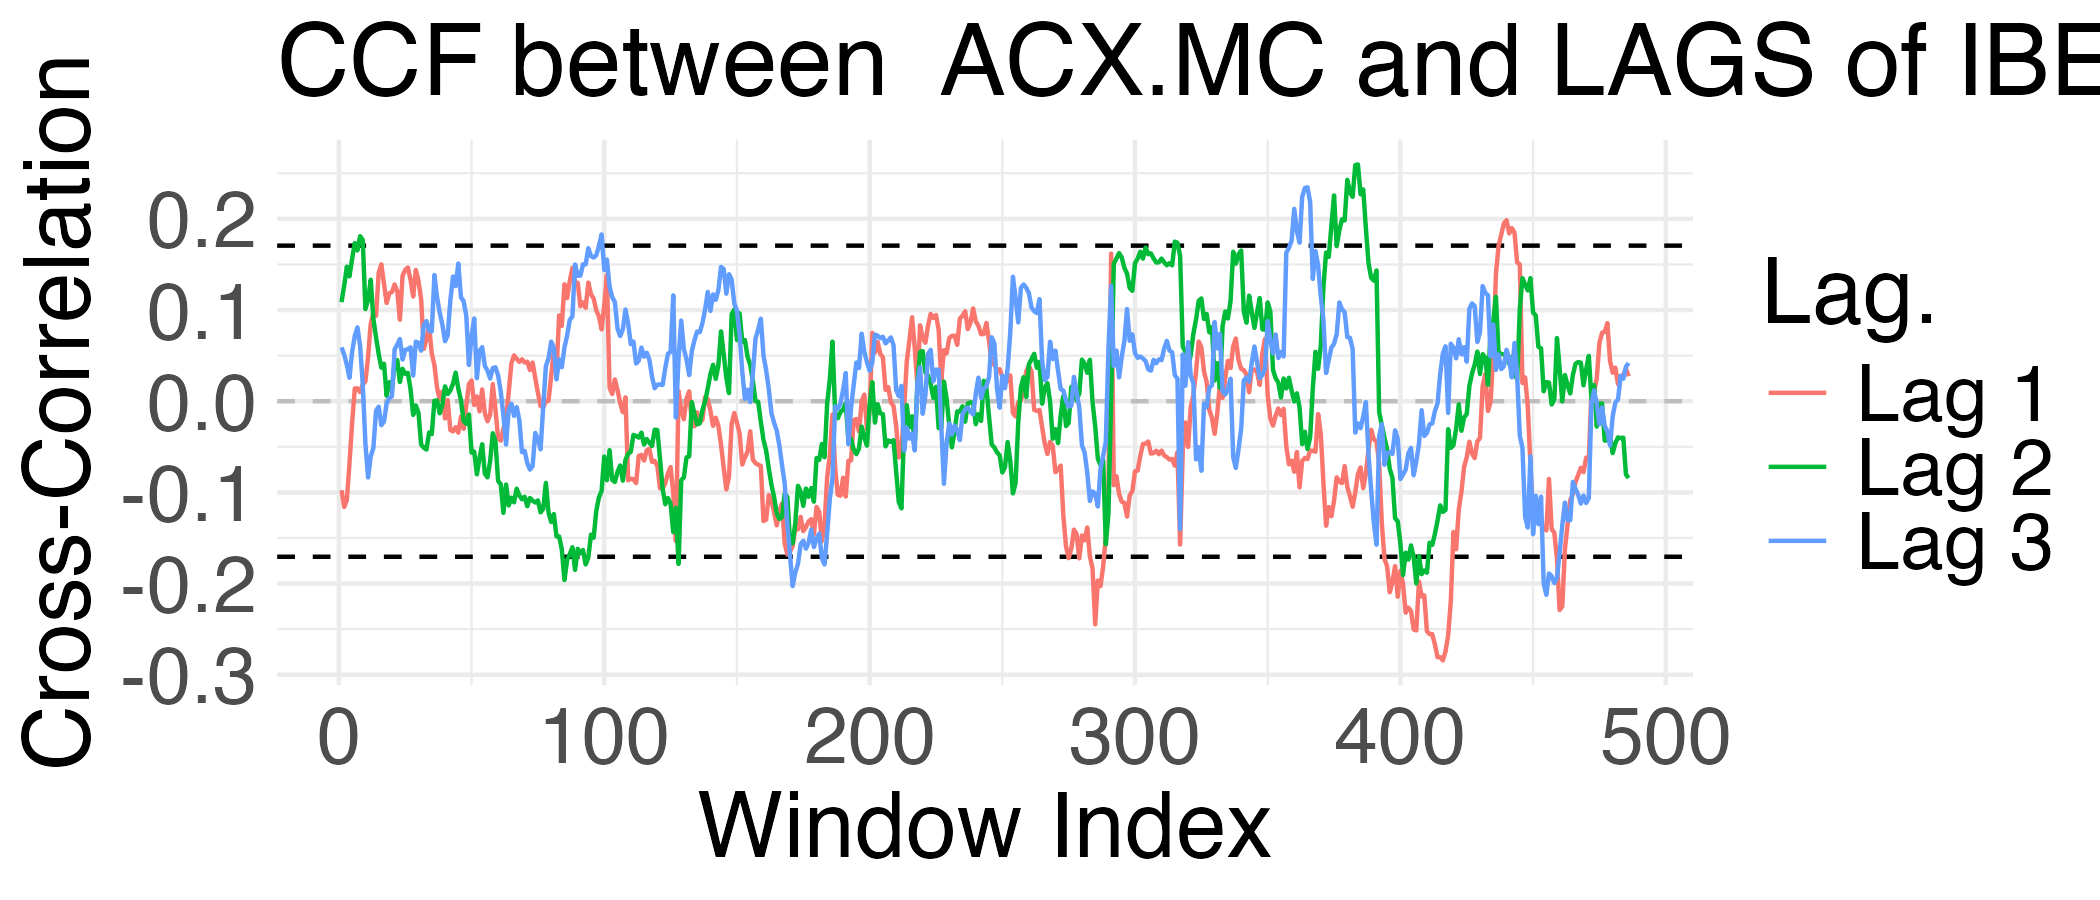 CCF between  ACX.MC and LAGS of IBE
Cross-Correlation
0.2
0.1
0.0
-0.1
-0.2
-0.3
0 100 200 300 400 500
Window Index
Lag.
Lag 1
Lag 2
Lag 3